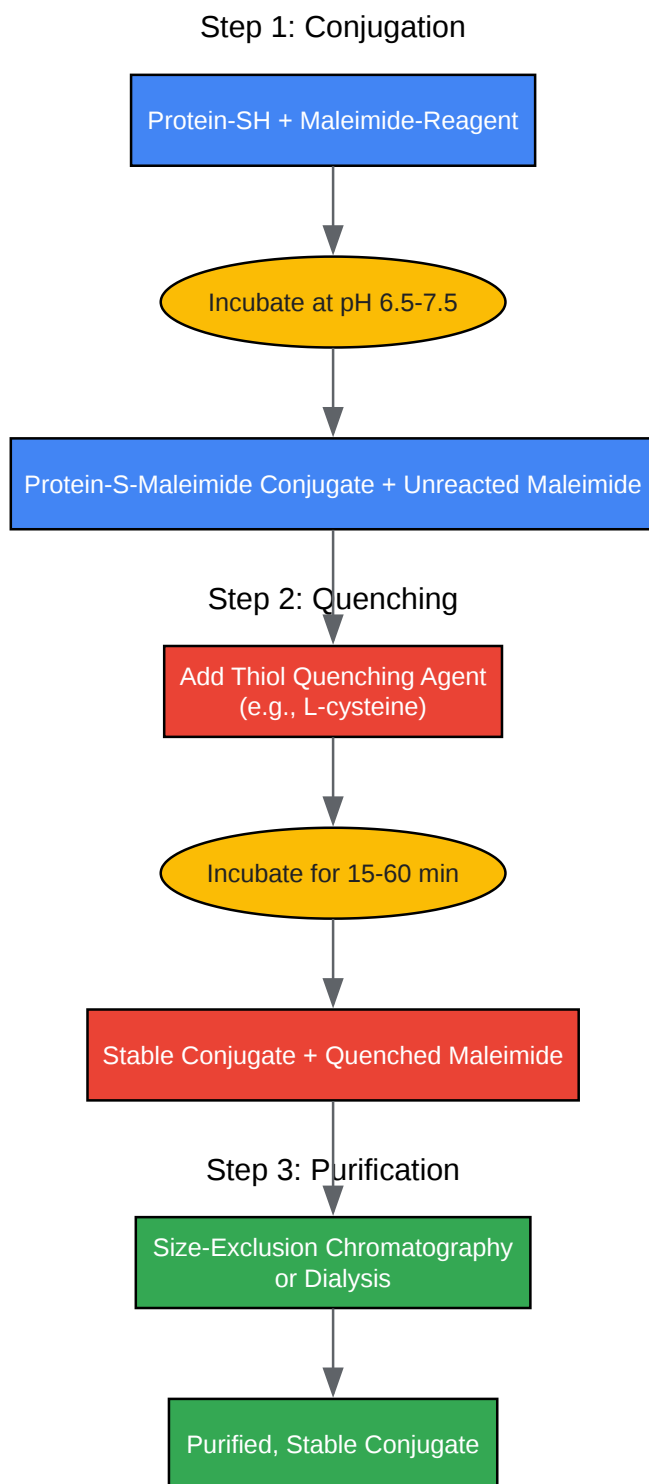 Step 1: Conjugation
Protein-SH + Maleimide-Reagent
Incubate at pH 6.5-7.5
Protein-S-Maleimide Conjugate + Unreacted Maleimide
Step 2: Quenching
Add Thiol Quenching Agent
(e.g., L-cysteine)
Incubate for 15-60 min
Stable Conjugate + Quenched Maleimide
Step 3: Purification
Size-Exclusion Chromatography
or Dialysis
Purified, Stable Conjugate